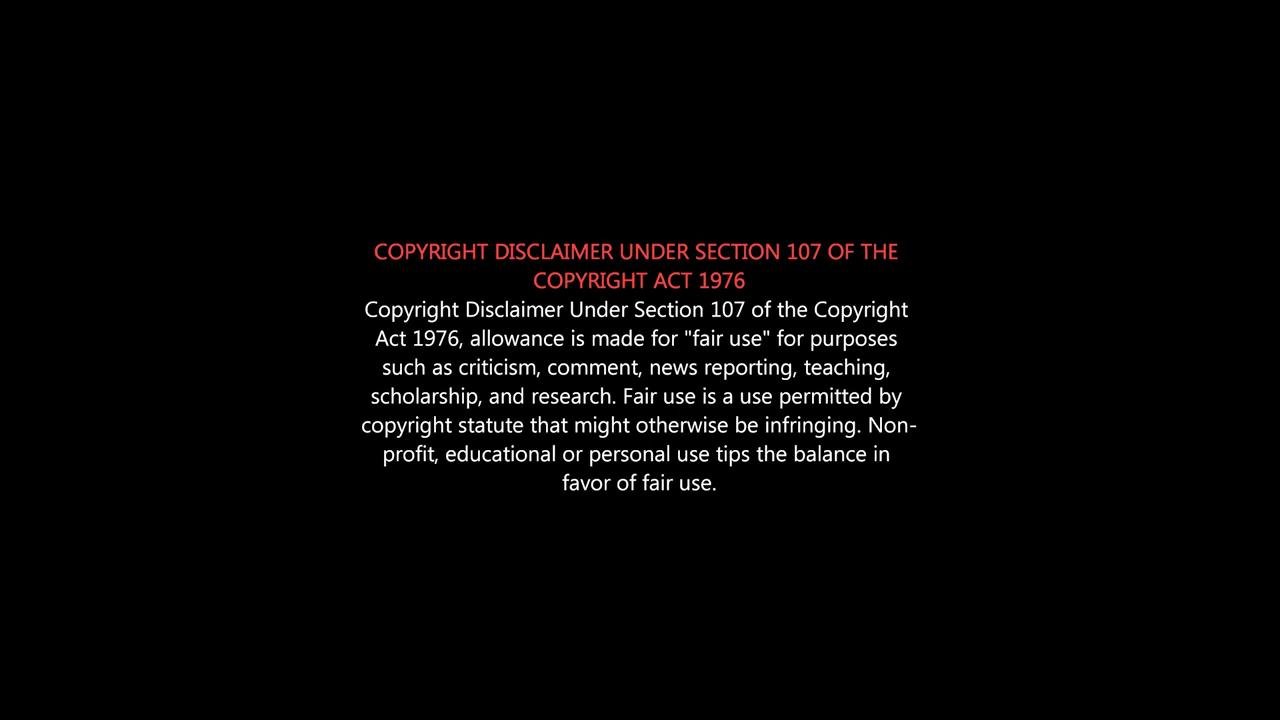 COPYRIGHT DISCLAIMER UNDER SECTION 107 OF THE
COPYRIGHT ACT 1976
Copyright Disclaimer Under Section 107 of the Copyright
Act 1976, allowance is made for "fair use" for purposes
such as criticism, comment, news reporting, teaching,
scholarship, and research. Fair use is a use permitted by
copyright statute that might otherwise be infringing. Non-
profit, educational or personal use tips the balance in
favor of fair use.